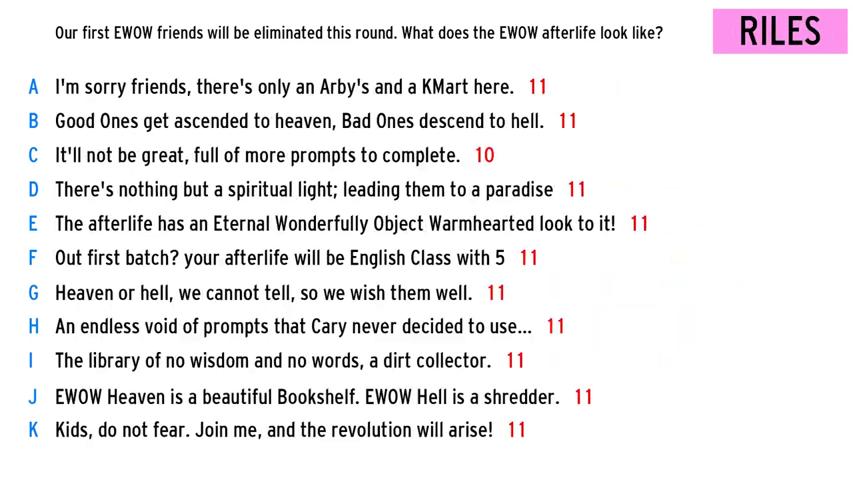 Our first EWOW friends will be eliminated this round. What does the EWOW afterlife look like?
RILES
A I'm sorry friends, there's only an Arby's and a KMart here. 11
B Good Ones get ascended to heaven, Bad Ones descend to hell. 11
C It'll not be great, full of more prompts to complete. 10
D There's nothing but a spiritual light; leading them to a paradise 11
E The afterlife has an Eternal Wonderfully Object Warmhearted look to it! 11
F Out first batch? your afterlife will be English Class with 5 11
G Heaven or hell, we cannot tell, so we wish them well. 11
H An endless void of prompts that Cary never decided to use... 11
I The library of no wisdom and no words, a dirt collector. 11
J EWOW Heaven is a beautiful Bookshelf. EWOW Hell is a shredder. 11
K Kids, do not fear. Join me, and the revolution will arise! 11